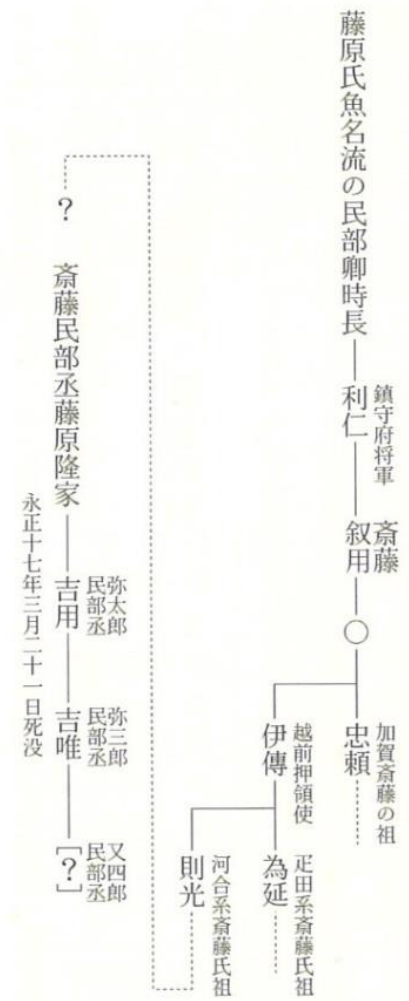 藤原氏魚名流の民部卿時長
鎮守府将軍
利仁
斎藤
叙用
○
加賀斎藤の祖
忠頼
越前押領使
伊傳
疋田系斎藤氏祖
為延
河合系斎藤氏祖
則光
？
斎藤民部丞藤原隆家
弥太郎
民部丞
吉用
弥三郎
民部丞
吉唯
又四郎
民部丞
［？］
永正十七年三月二十一日死没